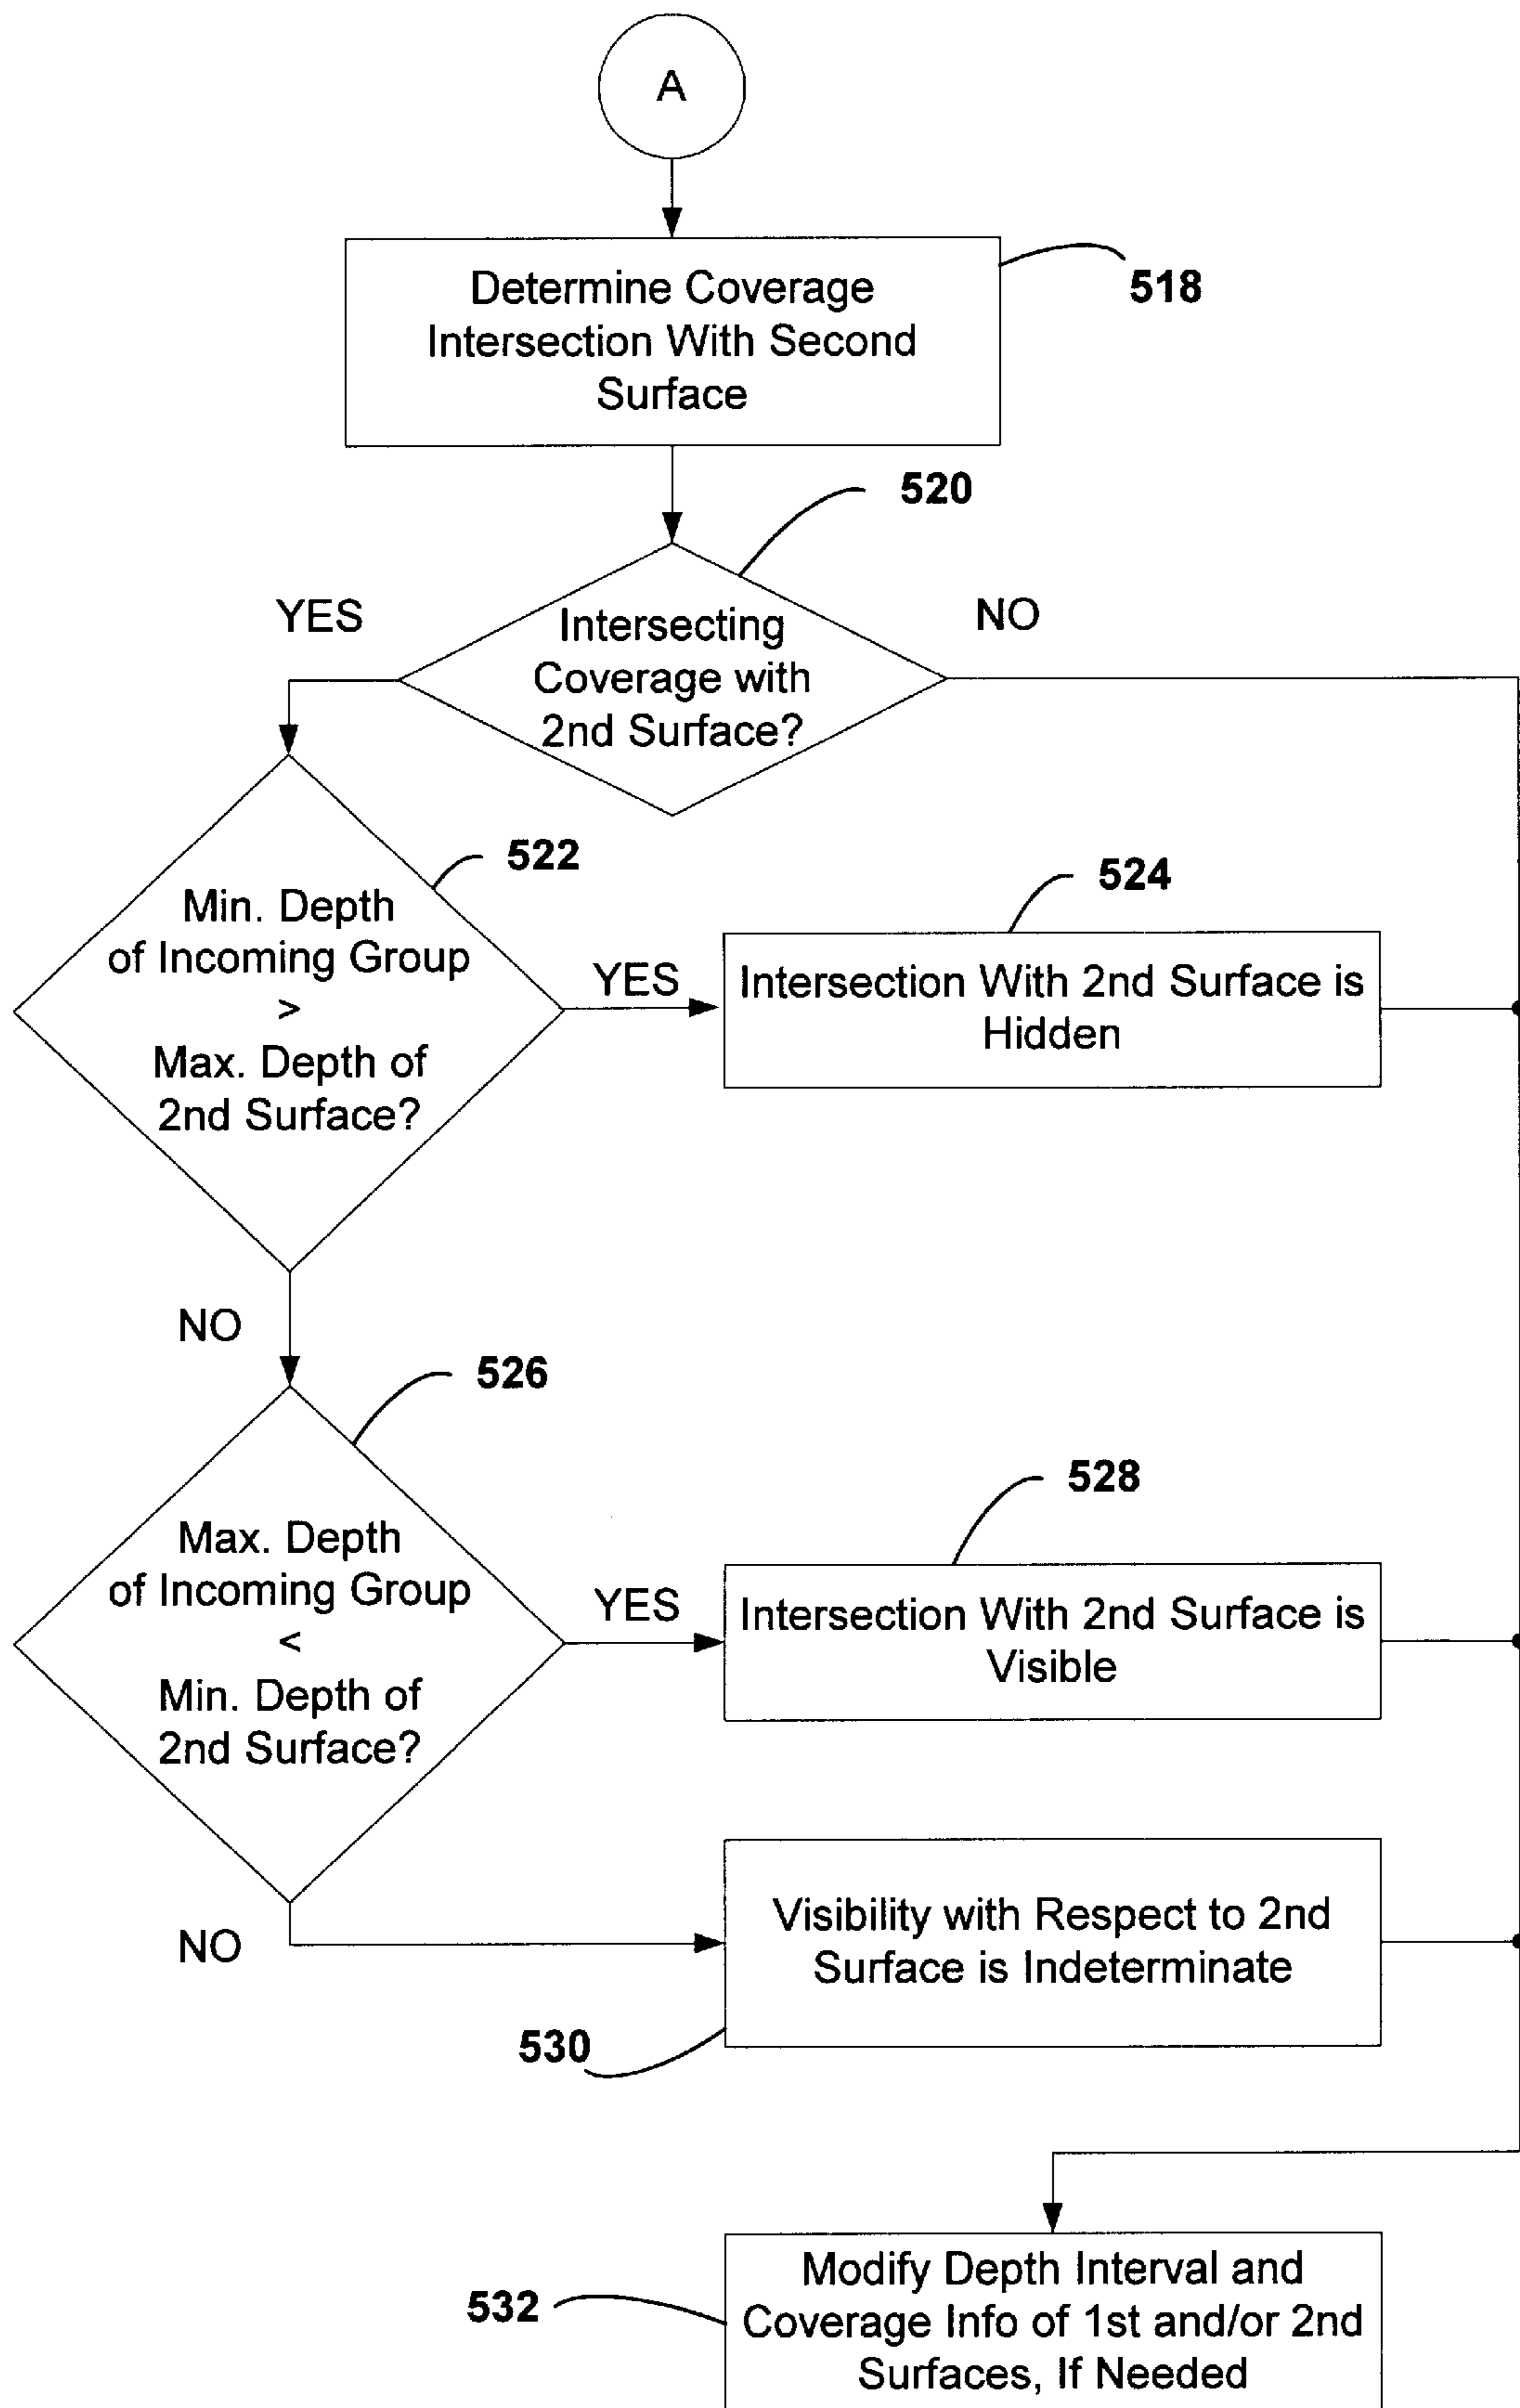 A
Determine Coverage
Intersection With Second
Surface
518
520
YES
NO
Intersecting
Coverage with
2nd Surface?
522
Min. Depth
of Incoming Group
>
Max. Depth of
2nd Surface?
YES
524
Intersection With 2nd Surface is
Hidden
NO
526
Max. Depth
of Incoming Group
<
Min. Depth of
2nd Surface?
YES
528
Intersection With 2nd Surface is
Visible
NO
Visibility with Respect to 2nd
Surface is Indeterminate
530
532
Modify Depth Interval and
Coverage Info of 1st and/or 2nd
Surfaces, If Needed